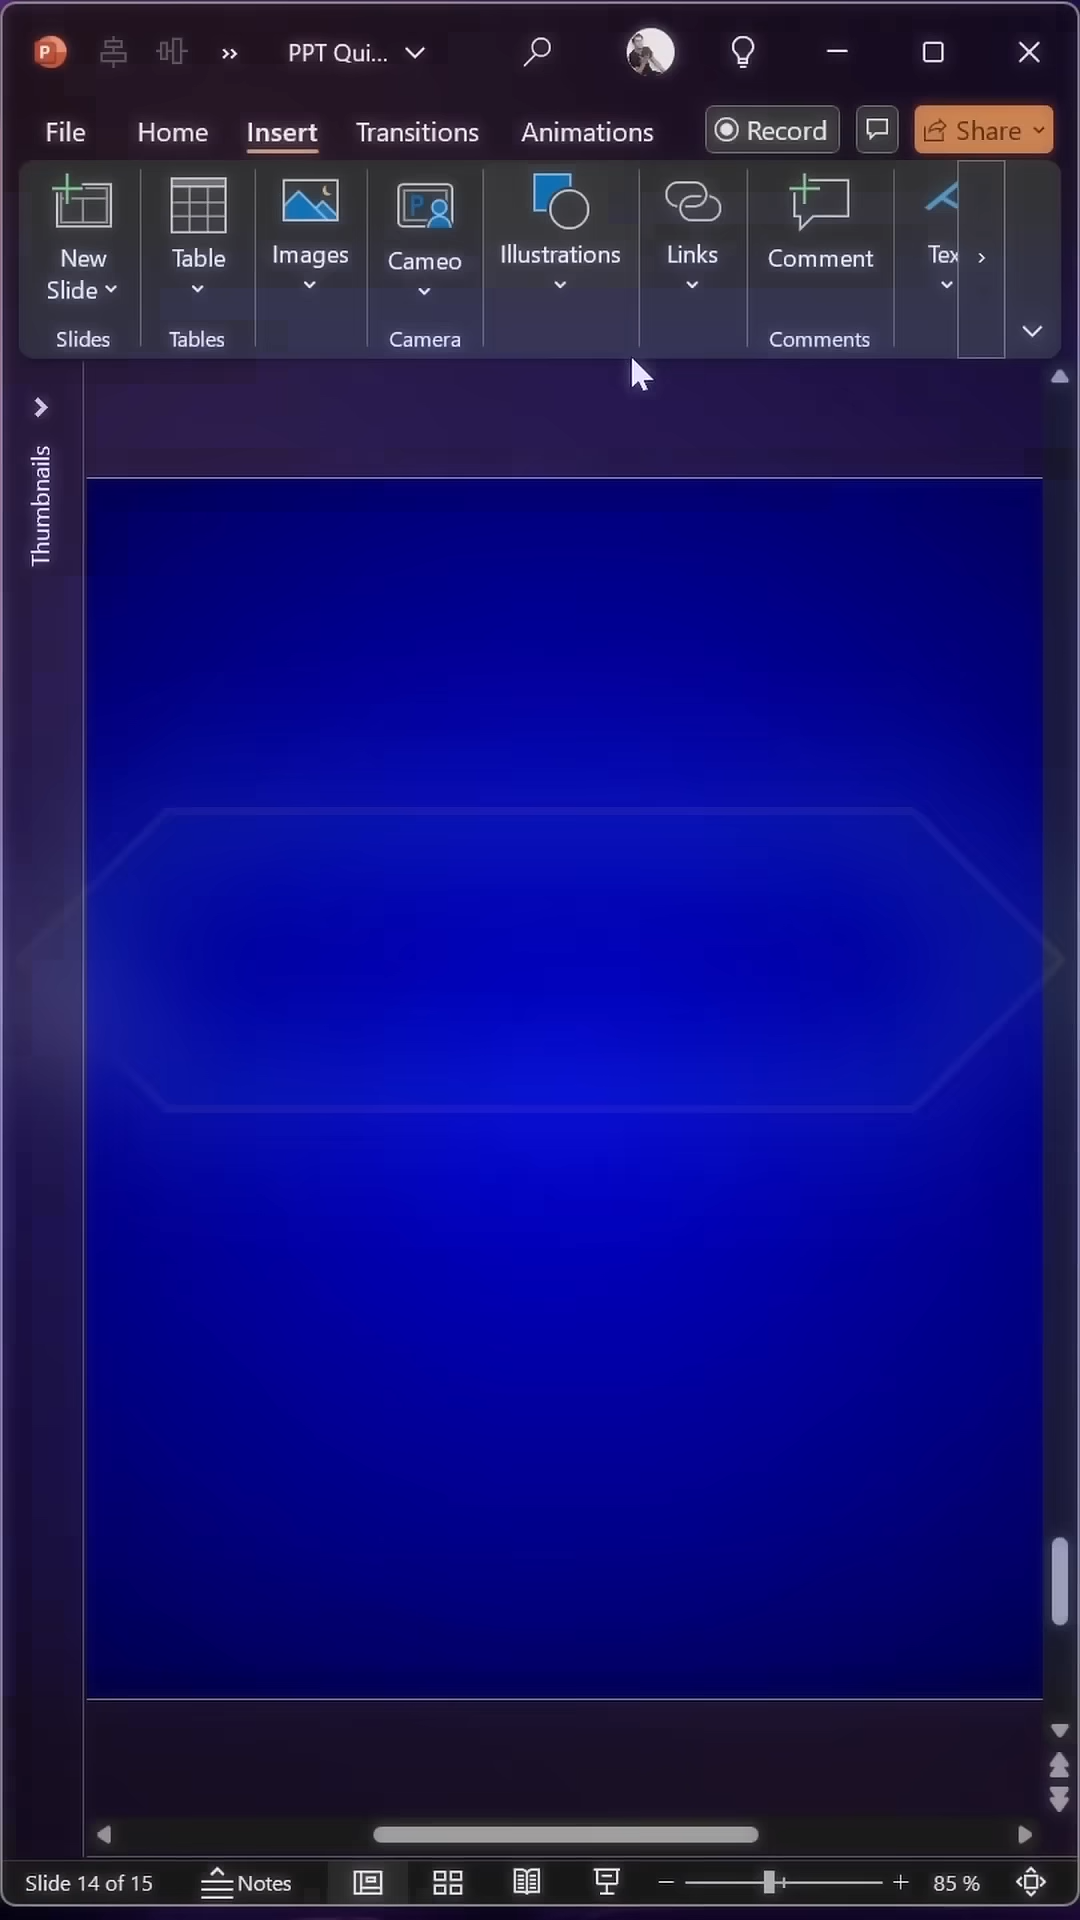 PPT Qui...
File Home Insert Transitions Animations Record Share
New Slide
Table
Images
Cameo
Illustrations
Links
Comment
Tex
Slides
Tables
Camera
Comments
Thumbnails
Slide 14 of 15 Notes 85 %